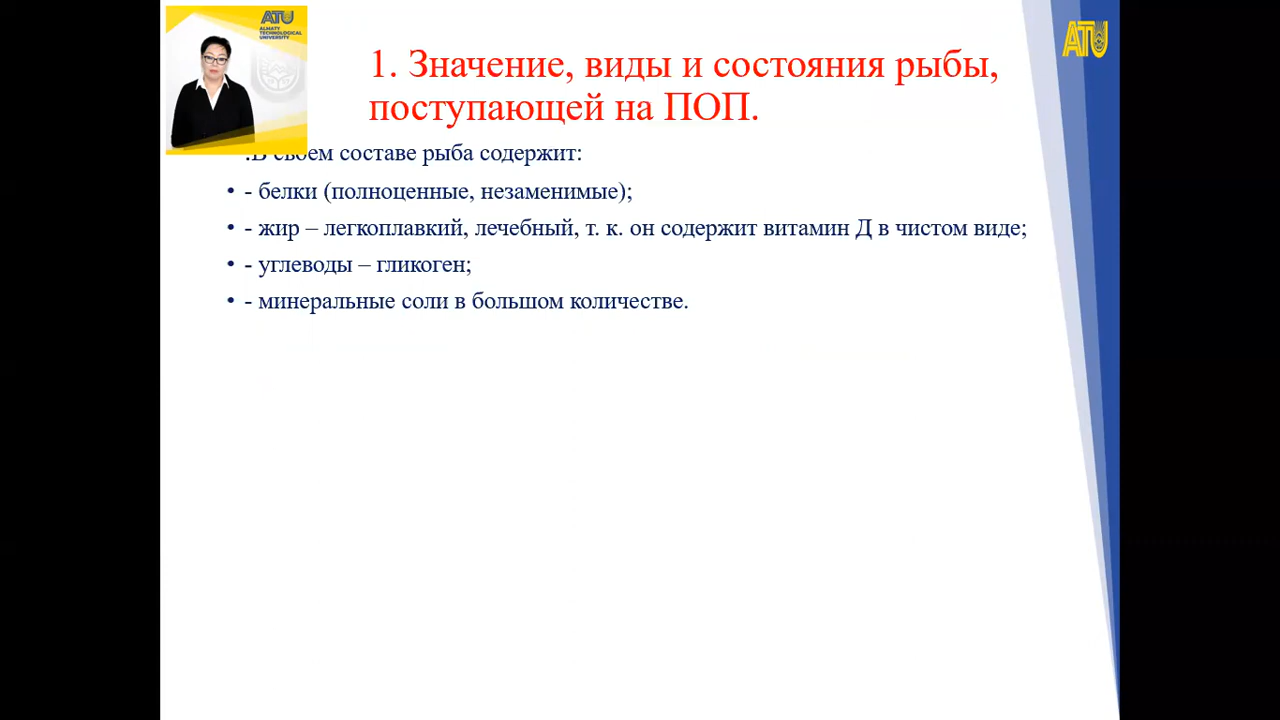 ATU
ALMATY
TECHNOLOGICAL
UNIVERSITY
ATU
1. Значение, виды и состояния рыбы,
поступающей на ПОП.
.В своем составе рыба содержит:
• - белки (полноценные, незаменимые);
• - жир – легкоплавкий, лечебный, т. к. он содержит витамин Д в чистом виде;
• - углеводы – гликоген;
• - минеральные соли в большом количестве.